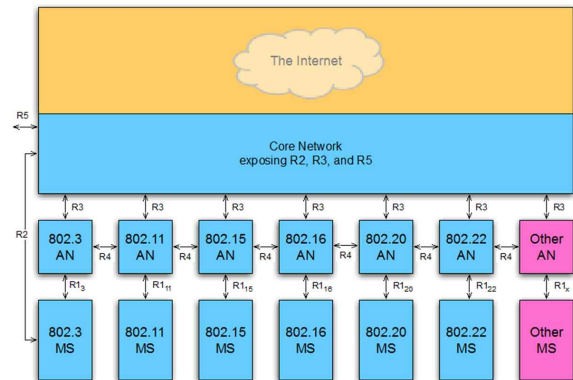 The Internet
R5
Core Network
exposing R2, R3, and R5
R2
R3 R3 R3 R3 R3 R3 R3
802.3 802.11 802.15 802.16 802.20 802.22 Other
AN AN AN AN AN AN AN
R4 R4 R4 R4 R4 R4
R1₃ R1₁₁ R1₁₅ R1₁₆ R1₂₀ R1₂₂ R1ₓ
802.3 802.11 802.15 802.16 802.20 802.22 Other
MS MS MS MS MS MS MS